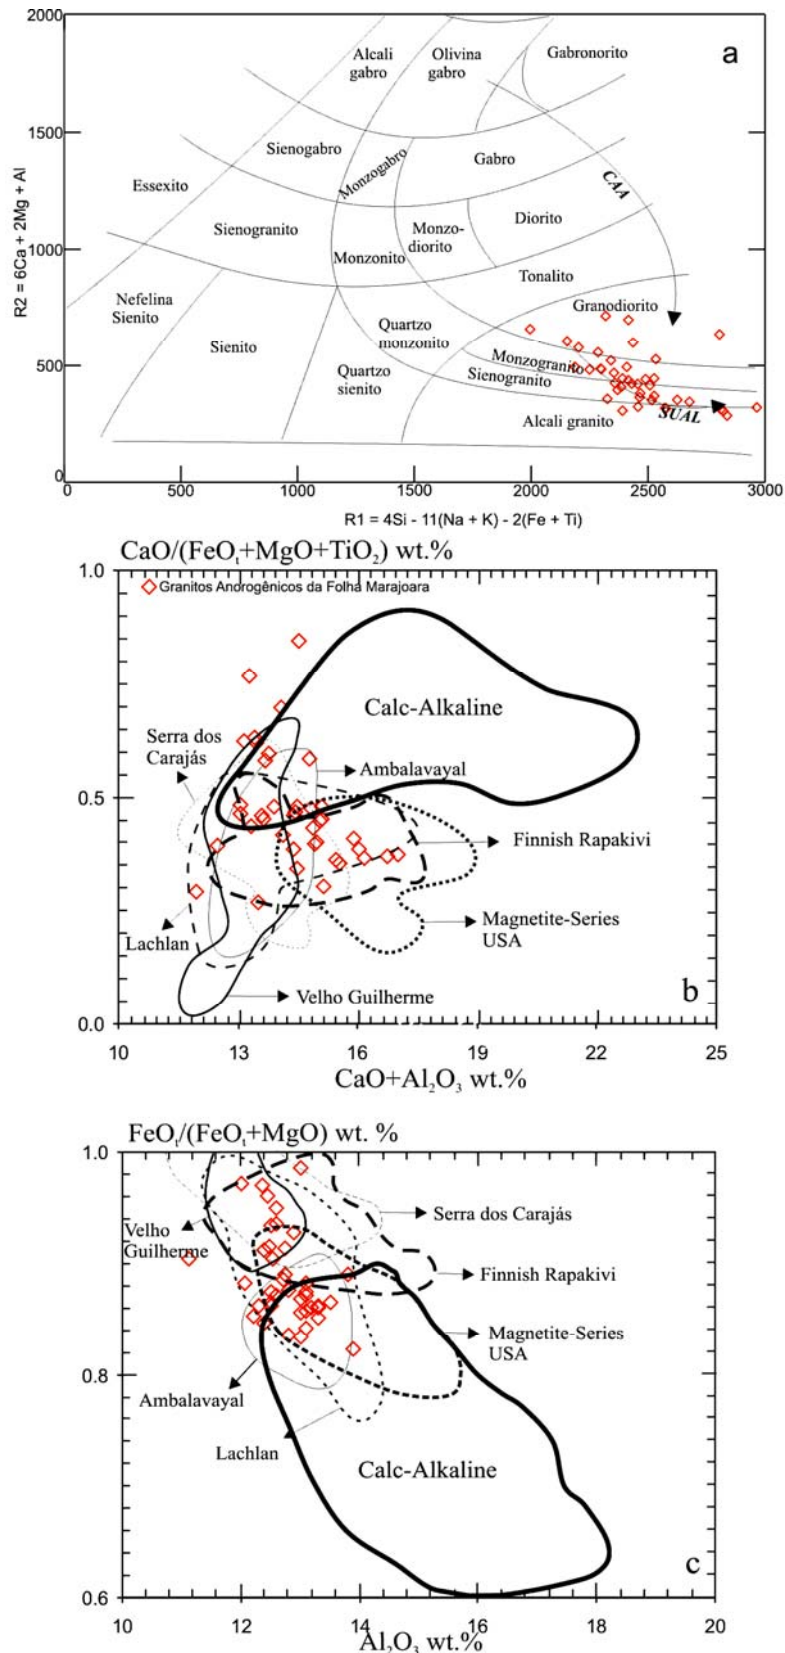 2000
a
Alcali
gabro
Olivina
gabro
Gabronorito
1500
Sienogabro
Monzogabro
Gabro
CAA
Essexito
Sienogranito
Monzo-
diorito
Diorito
1000
Monzonito
Tonalito
Nefelina
Sienito
Granodiorito
Quartzo
monzonito
Sienito
500
Monzogranito
Quartzo
sienito
Sienogranito
Alcali granito
SUAL
0
0
500
1000
1500
2000
2500
3000
R2 = 6Ca + 2Mg + Al
R1 = 4Si - 11(Na + K) - 2(Fe + Ti)
CaO/(FeOt+MgO+TiO2) wt.%
1.0
Granitos Anorogênicos da Folha Marajoara
Calc-Alkaline
Serra dos
Carajás
Ambalavayal
0.5
Finnish Rapakivi
Lachlan
Magnetite-Series
USA
Velho Guilherme
b
0.0
10
13
16
19
22
25
CaO+Al2O3 wt.%
FeOt/(FeOt+MgO) wt. %
1.0
Serra dos Carajás
Velho
Guilherme
Finnish Rapakivi
Magnetite-Series
USA
0.8
Ambalavayal
Lachlan
Calc-Alkaline
c
0.6
10
12
14
16
18
20
Al2O3 wt.%